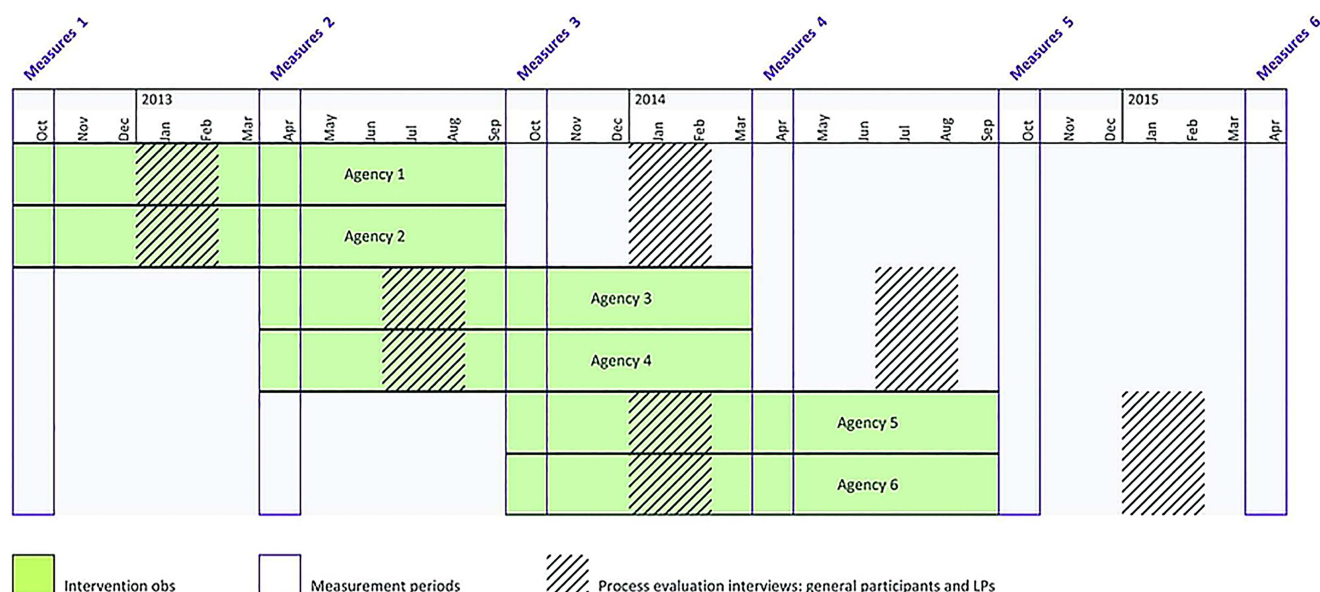 Measures 1 Measures 2 Measures 3 Measures 4 Measures 5 Measures 6
2013 2014 2015
Oct Nov Dec Jan Feb Mar Apr May Jun Jul Aug Sep Oct Nov Dec Jan Feb Mar Apr May Jun Jul Aug Sep Oct Nov Dec Jan Feb Mar Apr
Agency 1
Agency 2
Agency 3
Agency 4
Agency 5
Agency 6
Intervention obs Measurement periods Process evaluation interviews: general participants and LPs